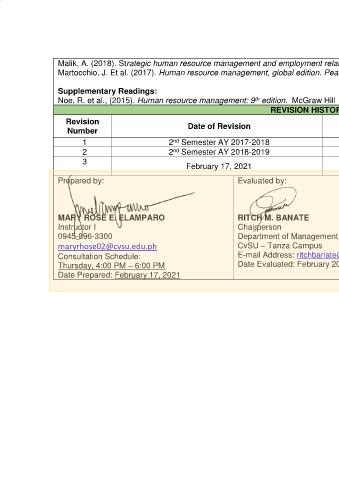 Malik, A. (2018). Strategic human resource management and employment rela
Martocchio, J. Et al. (2017). Human resource management, global edition. Pea
Supplementary Readings:
Noe, R. et al., (2015). Human resource management: 9th edition. McGraw Hill
REVISION HISTOR
Revision Number
Date of Revision
1
2nd Semester AY 2017-2018
2
2nd Semester AY 2018-2019
3
February 17, 2021
Prepared by:
MARY ROSE E. ELAMPARO
Instructor I
0945-896-3300
maryrhose02@cvsu.edu.ph
Consultation Schedule:
Thursday, 4:00 PM – 6:00 PM
Date Prepared: February 17, 2021
Evaluated by:
RITCH M. BANATE
Chairperson
Department of Management
CvSU – Tanza Campus
E-mail Address: ritchbanate@
Date Evaluated: February 20